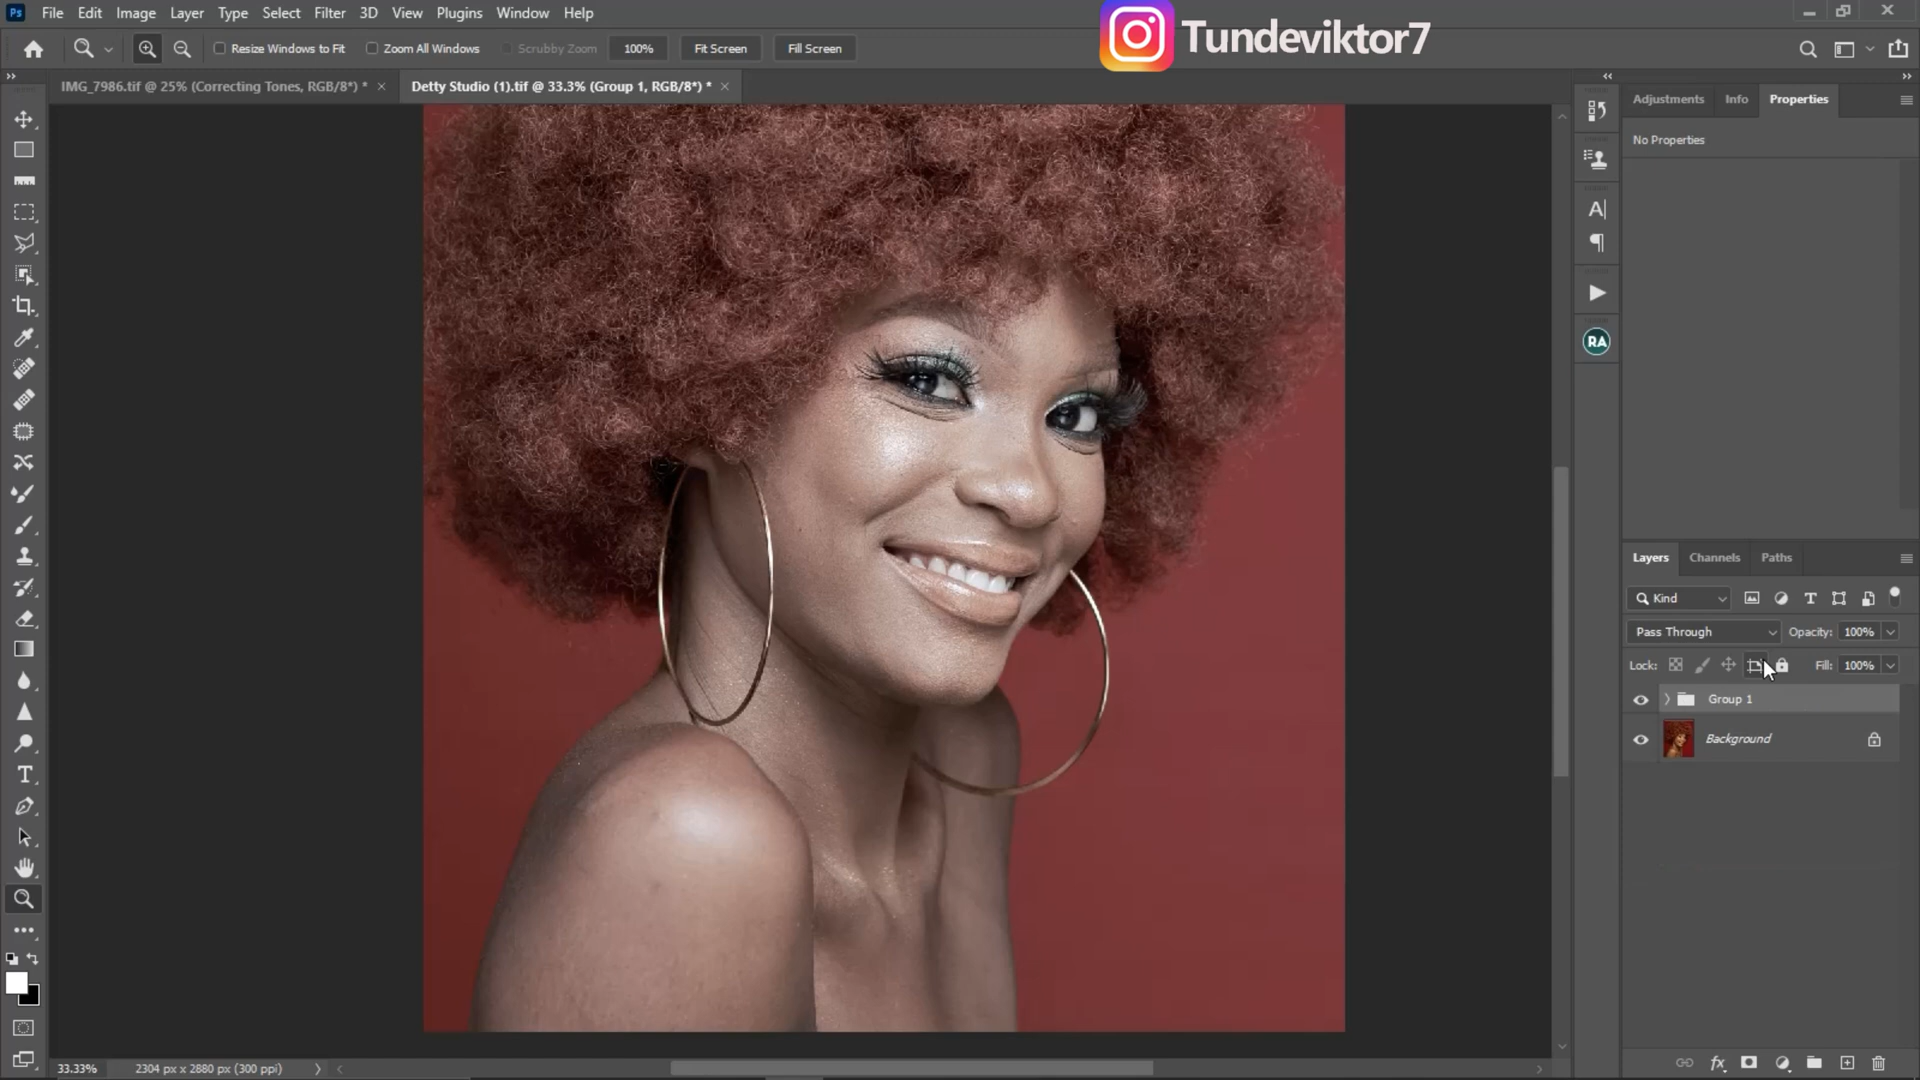 Ps File Edit Image Layer Type Select Filter 3D View Plugins Window Help
Tundeviktor7
Resize Windows to Fit Zoom All Windows Scrubby Zoom 100% Fit Screen Fill Screen
IMG_7986.tif @ 25% (Correcting Tones, RGB/8*) * × Detty Studio (1).tif @ 33.3% (Group 1, RGB/8*) * ×
Adjustments Info Properties
No Properties
A|
RA
Layers Channels Paths
Kind
Pass Through Opacity: 100%
Lock: Fill: 100%
Group 1
Background
fx
33.33% 2304 px x 2880 px (300 ppi)